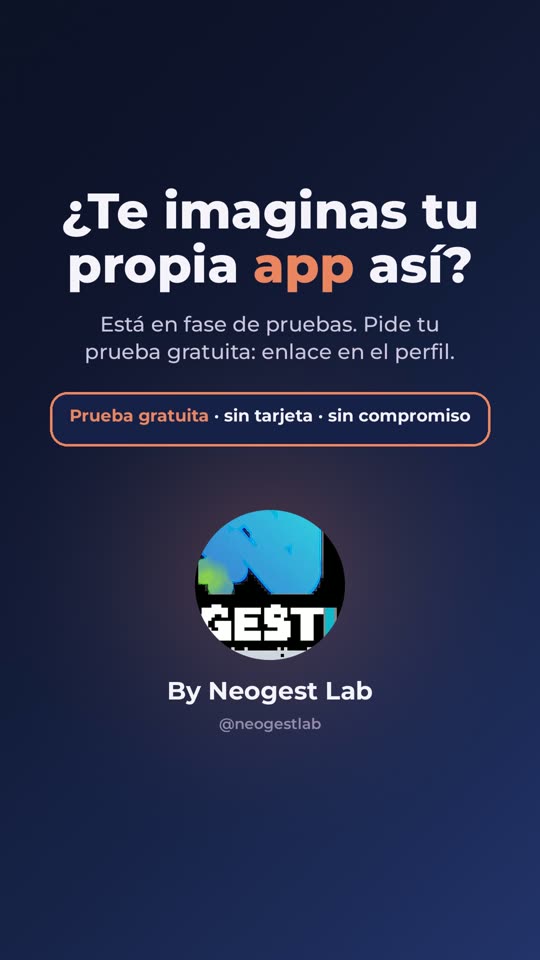 ¿Te imaginas tu
propia app así?
Está en fase de pruebas. Pide tu
prueba gratuita: enlace en el perfil.
Prueba gratuita · sin tarjeta · sin compromiso
GEST
By Neogest Lab
@neogestlab